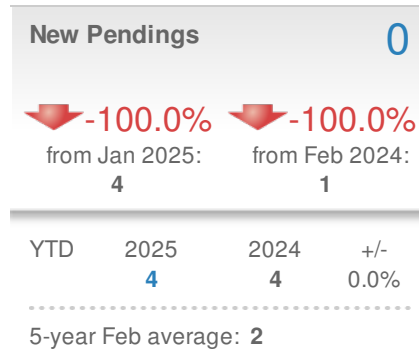 New Pendings 0
-100.0% -100.0%
from Jan 2025: from Feb 2024:
4 1
YTD 2025 2024 +/-
4 4 0.0%
5-year Feb average: 2